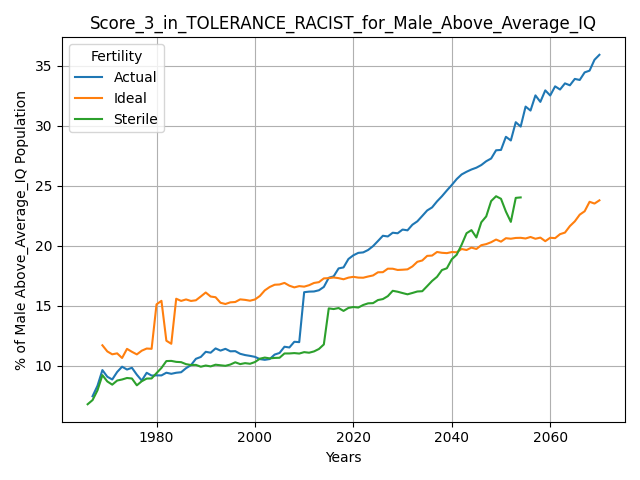 Score_3_in_TOLERANCE_RACIST_for_Male_Above_Average_IQ
% of Male Above_Average_IQ Population
35
30
25
20
15
10
Fertility
Actual
Ideal
Sterile
1980 2000 2020 2040 2060
Years